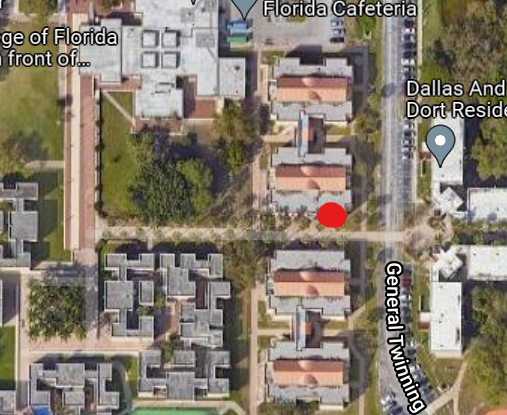 Florida Cafeteria
ge of Florida
front of...
Dallas And
Dort Reside
General Twinning